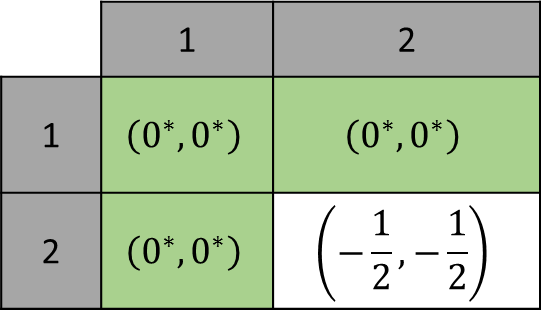 1 2
1 (0*, 0*) (0*, 0*)
2 (0*, 0*) (−1/2, −1/2)